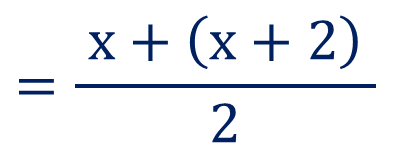 = x + (x + 2) / 2